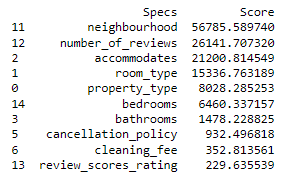 Specs Score
11 neighbourhood 56785.589740
12 number_of_reviews 26141.707320
2 accommodates 21200.814549
1 room_type 15336.763189
0 property_type 8028.285253
14 bedrooms 6460.337157
3 bathrooms 1478.228825
5 cancellation_policy 932.496818
6 cleaning_fee 352.813561
13 review_scores_rating 229.635539